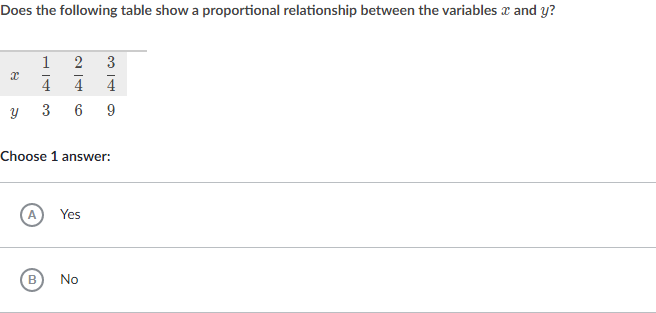 Does the following table show a proportional relationship between the variables x and y?
x 1/4 2/4 3/4
y 3 6 9
Choose 1 answer:
A Yes
B No